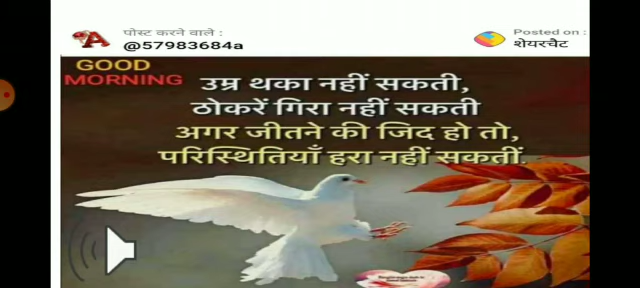 पोस्ट करने वाले :
@57983684a
Posted on :
शेयरचैट
GOOD
MORNING
उम्र थका नहीं सकती,
ठोकरें गिरा नहीं सकती
अगर जीतने की जिद हो तो,
परिस्थितियाँ हरा नहीं सकतीं.